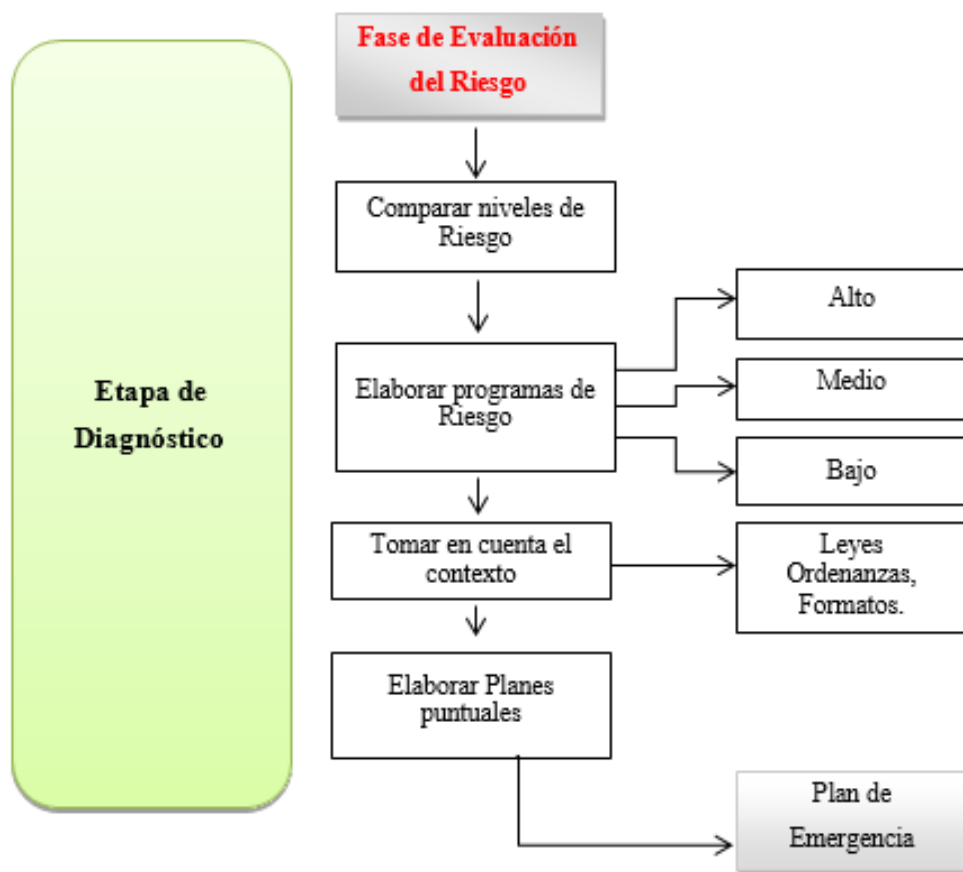 Fase de Evaluación
del Riesgo
Comparar niveles de
Riesgo
Alto
Elaborar programas de
Riesgo
Medio
Bajo
Etapa de
Diagnóstico
Tomar en cuenta el
contexto
Leyes
Ordenanzas,
Formatos.
Elaborar Planes
puntuales
Plan de
Emergencia